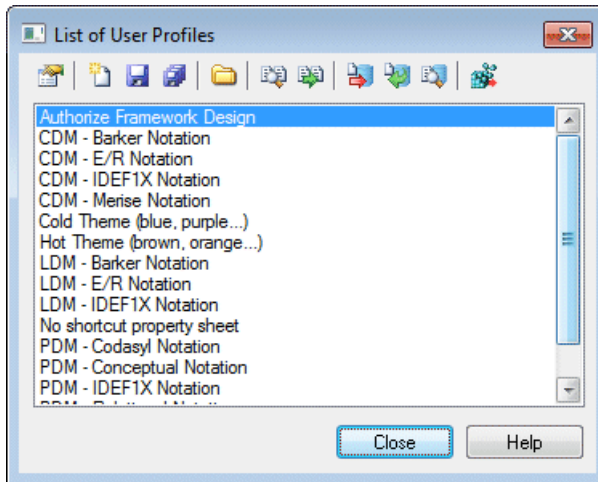 List of User Profiles
Authorize Framework Design
CDM - Barker Notation
CDM - E/R Notation
CDM - IDEF1X Notation
CDM - Merise Notation
Cold Theme (blue, purple...)
Hot Theme (brown, orange...)
LDM - Barker Notation
LDM - E/R Notation
LDM - IDEF1X Notation
No shortcut property sheet
PDM - Codasyl Notation
PDM - Conceptual Notation
PDM - IDEF1X Notation
Close Help